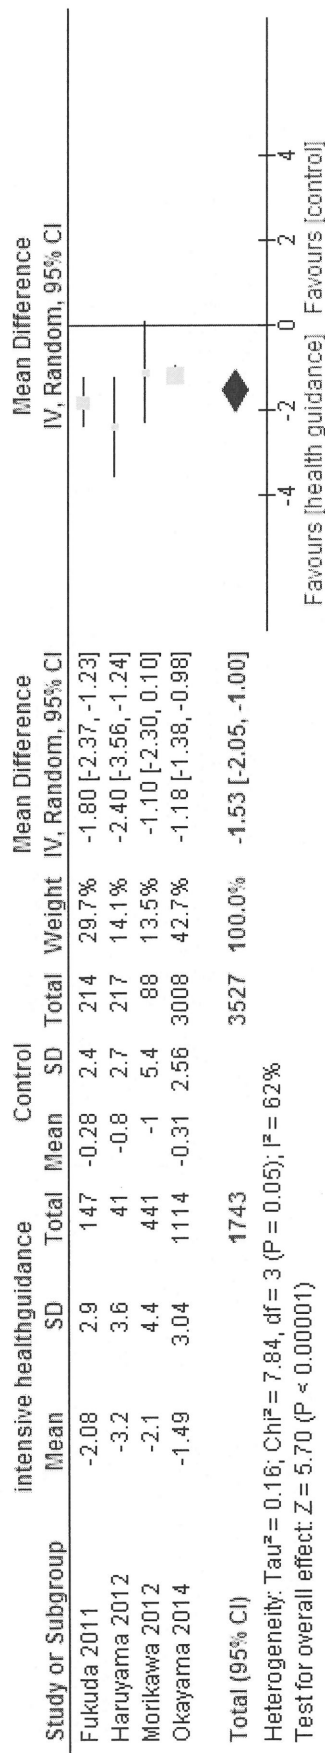 intensive healthguidance Control Mean Difference Mean Difference
Study or Subgroup Mean SD Total Mean SD Total Weight IV, Random, 95% CI IV, Random, 95% CI
Fukuda 2011 -2.08 2.9 147 -0.28 2.4 214 29.7% -1.80 [-2.37, -1.23]
Haruyama 2012 -3.2 3.6 41 -0.8 2.7 217 14.1% -2.40 [-3.56, -1.24]
Morikawa 2012 -2.1 4.4 441 -1 5.4 88 13.5% -1.10 [-2.30, 0.10]
Okayama 2014 -1.49 3.04 1114 -0.31 2.56 3008 42.7% -1.18 [-1.38, -0.98]
Total (95% CI) 1743 3527 100.0% -1.53 [-2.05, -1.00]
Heterogeneity: Tau² = 0.16; Chi² = 7.84, df = 3 (P = 0.05); I² = 62%
Test for overall effect: Z = 5.70 (P < 0.00001)
-4 -2 0 2 4
Favours [health guidance] Favours [control]